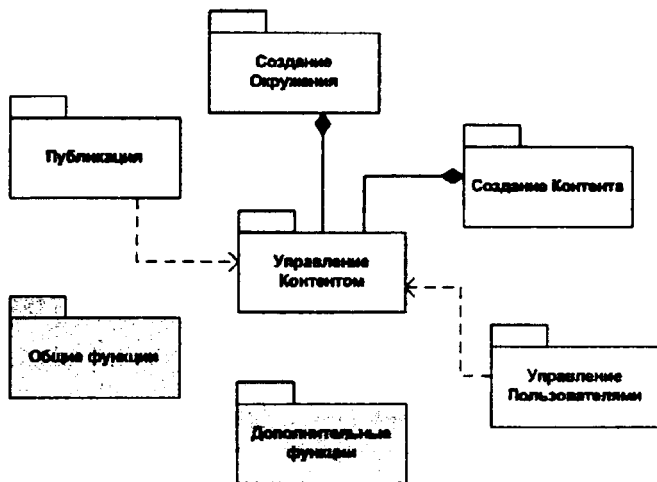 Создание
Окружения
Публикация
Создание Контента
Управление
Контентом
Общие функции
Управление
Пользователями
Дополнительные
функции